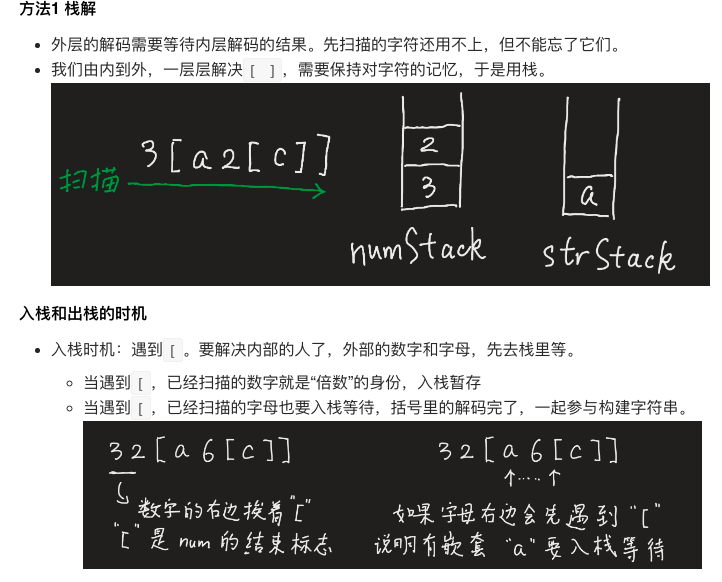 方法1 栈解
外层的解码需要等待内层解码的结果。先扫描的字符还用不上，但不能忘了它们。
我们由内到外，一层层解决[ ]，需要保持对字符的记忆，于是用栈。
3[a2[c]]
扫描
2
3
a
numStack
strStack
入栈和出栈的时机
入栈时机：遇到[。要解决内部的人了，外部的数字和字母，先去栈里等。
当遇到[，已经扫描的数字就是“倍数”的身份，入栈暂存
当遇到[，已经扫描的字母也要入栈等待，括号里的解码完了，一起参与构建字符串。
32[a6[c]]
数字的右边挨着"["
"["是num的结束标志
32[a6[c]]
如果字母右边会先遇到"["
说明有嵌套 "a"要入栈等待